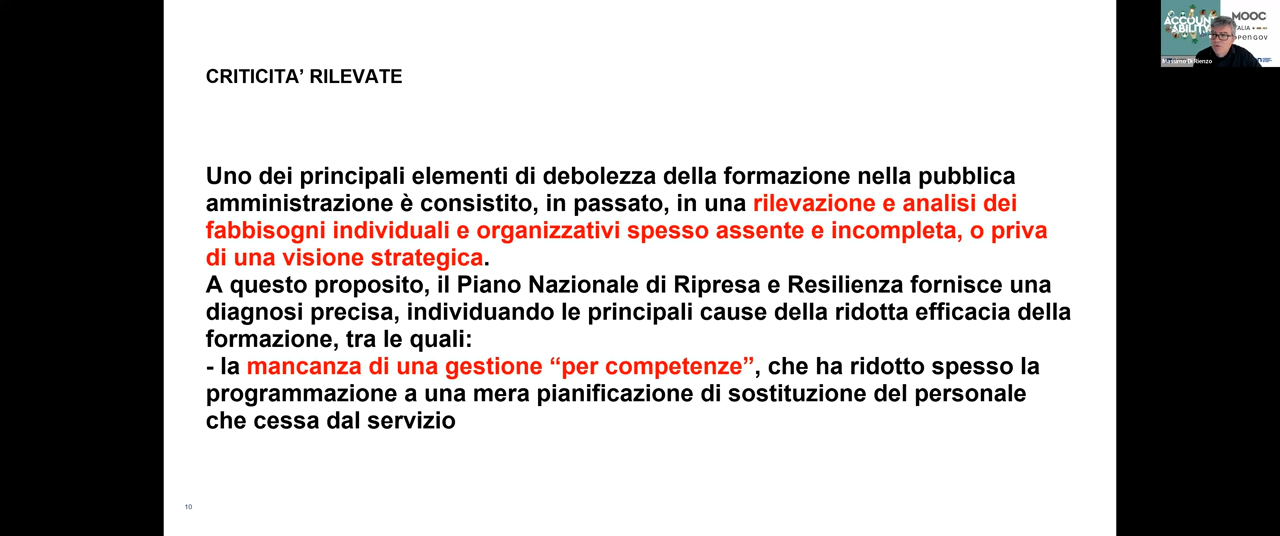 CRITICITA’ RILEVATE
Uno dei principali elementi di debolezza della formazione nella pubblica
amministrazione è consistito, in passato, in una rilevazione e analisi dei
fabbisogni individuali e organizzativi spesso assente e incompleta, o priva
di una visione strategica.
A questo proposito, il Piano Nazionale di Ripresa e Resilienza fornisce una
diagnosi precisa, individuando le principali cause della ridotta efficacia della
formazione, tra le quali:
- la mancanza di una gestione “per competenze”, che ha ridotto spesso la
programmazione a una mera pianificazione di sostituzione del personale
che cessa dal servizio
10
MOOC
Massimo Di Rienzo